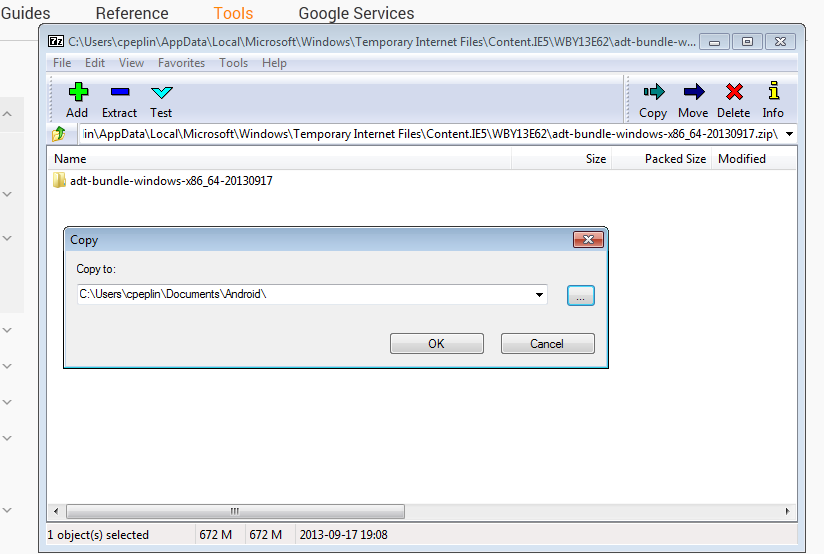 Guides Reference Tools Google Services
7z C:\Users\cpeplin\AppData\Local\Microsoft\Windows\Temporary Internet Files\Content.IE5\WBY13E62\adt-bundle-w...
File Edit View Favorites Tools Help
Add Extract Test Copy Move Delete Info
in\AppData\Local\Microsoft\Windows\Temporary Internet Files\Content.IE5\WBY13E62\adt-bundle-windows-x86_64-20130917.zip\
Name Size Packed Size Modified
adt-bundle-windows-x86_64-20130917
Copy
Copy to:
C:\Users\cpeplin\Documents\Android\
...
OK Cancel
1 object(s) selected 672 M 672 M 2013-09-17 19:08